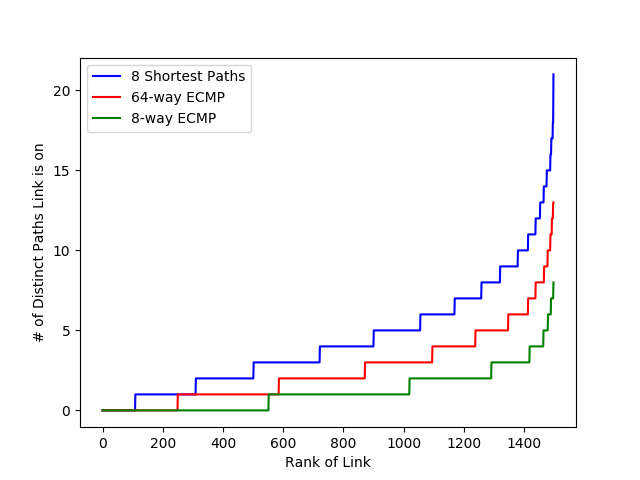 8 Shortest Paths
64-way ECMP
8-way ECMP
# of Distinct Paths Link is on
20
15
10
5
0
0 200 400 600 800 1000 1200 1400
Rank of Link